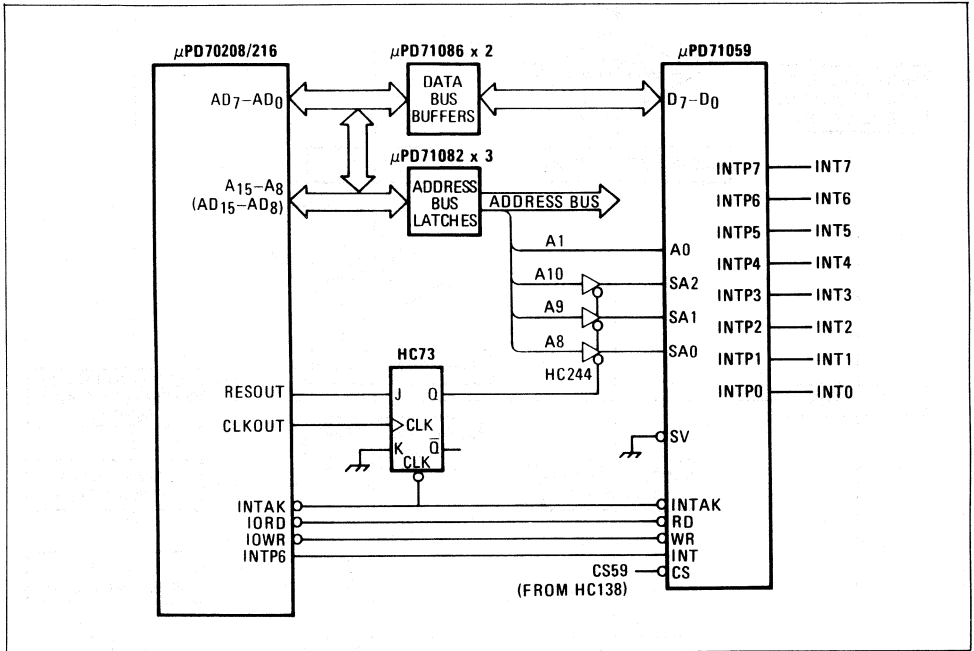 μPD70208/216
μPD71086 x 2
μPD71059
AD7–AD0
DATA
BUS
BUFFERS
D7–D0
μPD71082 x 3
A15–A8
(AD15–AD8)
ADDRESS
BUS
LATCHES
ADDRESS BUS
A1
A0
A10
SA2
A9
SA1
A8
SA0
HC244
INTP7
INT7
INTP6
INT6
INTP5
INT5
INTP4
INT4
INTP3
INT3
INTP2
INT2
INTP1
INT1
INTP0
INT0
HC73
RESOUT
J
Q
CLKOUT
CLK
K
Q̅
CLK
SV
INTAK
INTAK
IORD
RD
IOWR
WR
INTP6
INT
CS59
CS
(FROM HC138)